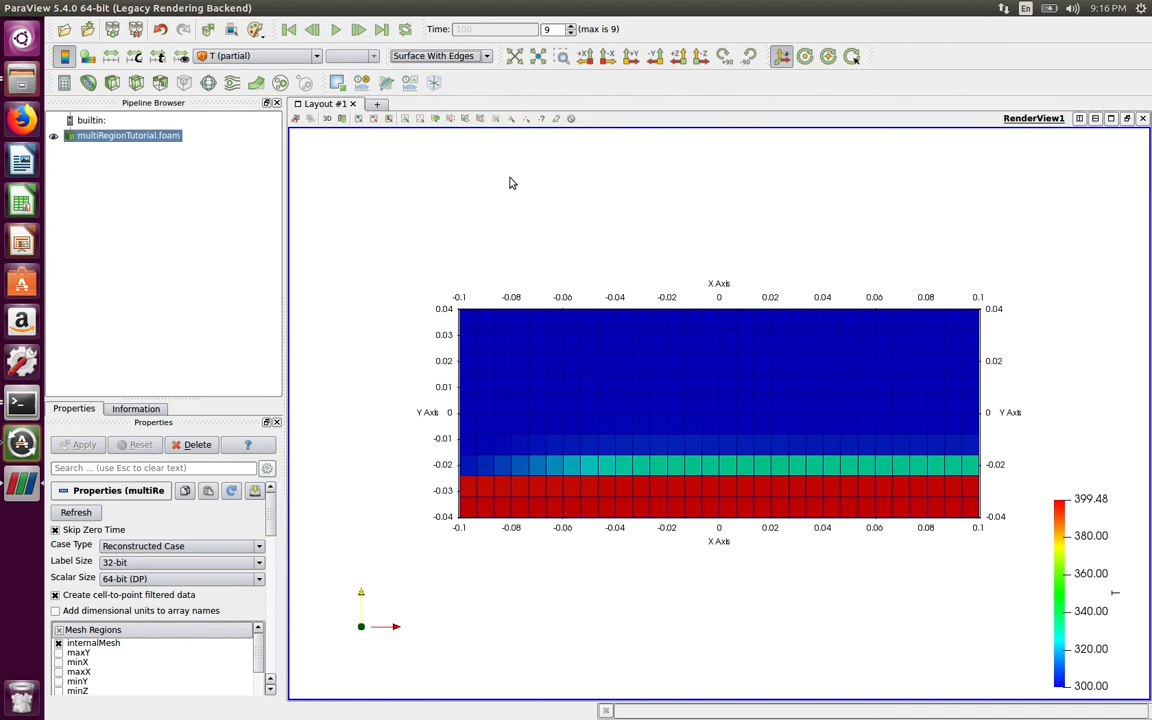 ParaView 5.4.0 64-bit (Legacy Rendering Backend)
En
9:16 PM
Time: 100 9 (max is 9)
T (partial)
Surface With Edges
+X -X +Y -Y +Z -Z +90 -90
Pipeline Browser
Layout #1
builtin:
3D
RenderView1
multiRegionTutorial.foam
X Axis
-0.1 -0.08 -0.06 -0.04 -0.02 0 0.02 0.04 0.06 0.08 0.1
0.04 0.04
0.03
0.02 0.02
0.01
Y Axis 0 0 Y Axis
-0.01
-0.02 -0.02
-0.03
-0.04 -0.04
-0.1 -0.08 -0.06 -0.04 -0.02 0 0.02 0.04 0.06 0.08 0.1
X Axis
399.48
380.00
360.00
T
340.00
320.00
300.00
Properties Information
Properties
Apply Reset Delete ?
Search ... (use Esc to clear text)
Properties (multiRe
Refresh
Skip Zero Time
Case Type Reconstructed Case
Label Size 32-bit
Scalar Size 64-bit (DP)
Create cell-to-point filtered data
Add dimensional units to array names
Mesh Regions
internalMesh
maxY
minX
maxX
minY
minZ